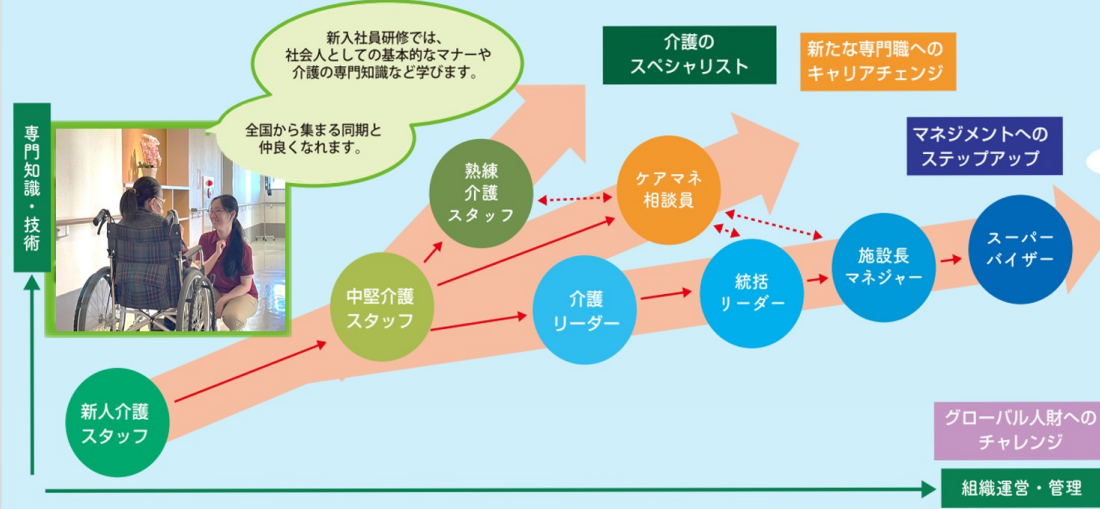 新入社員研修では、
社会人としての基本的なマナーや
介護の専門知識など学びます。
全国から集まる同期と
仲良くなれます。
介護の
スペシャリスト
新たな専門職への
キャリアチェンジ
マネジメントへの
ステップアップ
専門知識・技術
熟練
介護
スタッフ
ケアマネ
相談員
スーパー
バイザー
施設長
マネジャー
統括
リーダー
介護
リーダー
中堅介護
スタッフ
新人介護
スタッフ
グローバル人財への
チャレンジ
組織運営・管理